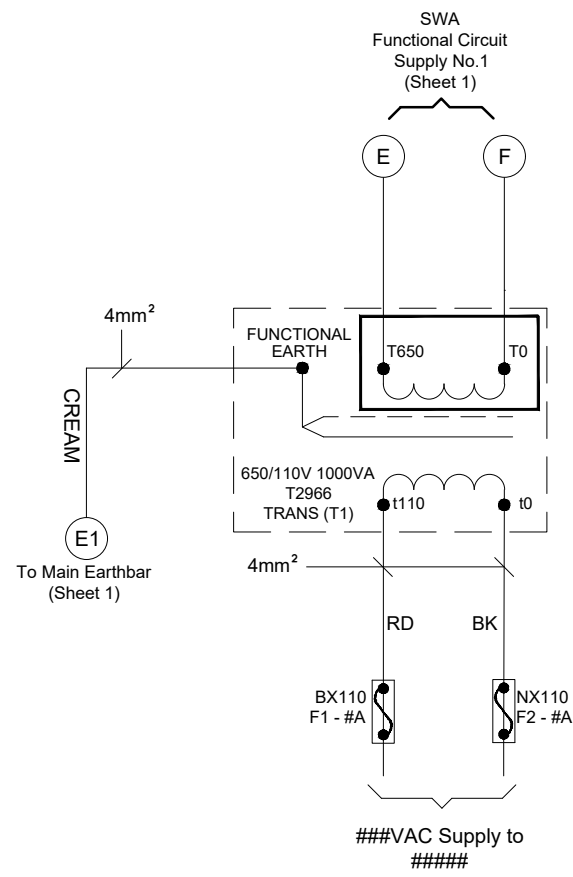 SWA
Functional Circuit
Supply No.1
(Sheet 1)
E
F
4mm²
FUNCTIONAL
EARTH
T650
T0
CREAM
650/110V 1000VA
T2966
TRANS (T1)
t110
t0
E1
To Main Earthbar
(Sheet 1)
4mm²
RD
BK
BX110
F1 - #A
NX110
F2 - #A
###VAC Supply to
#####